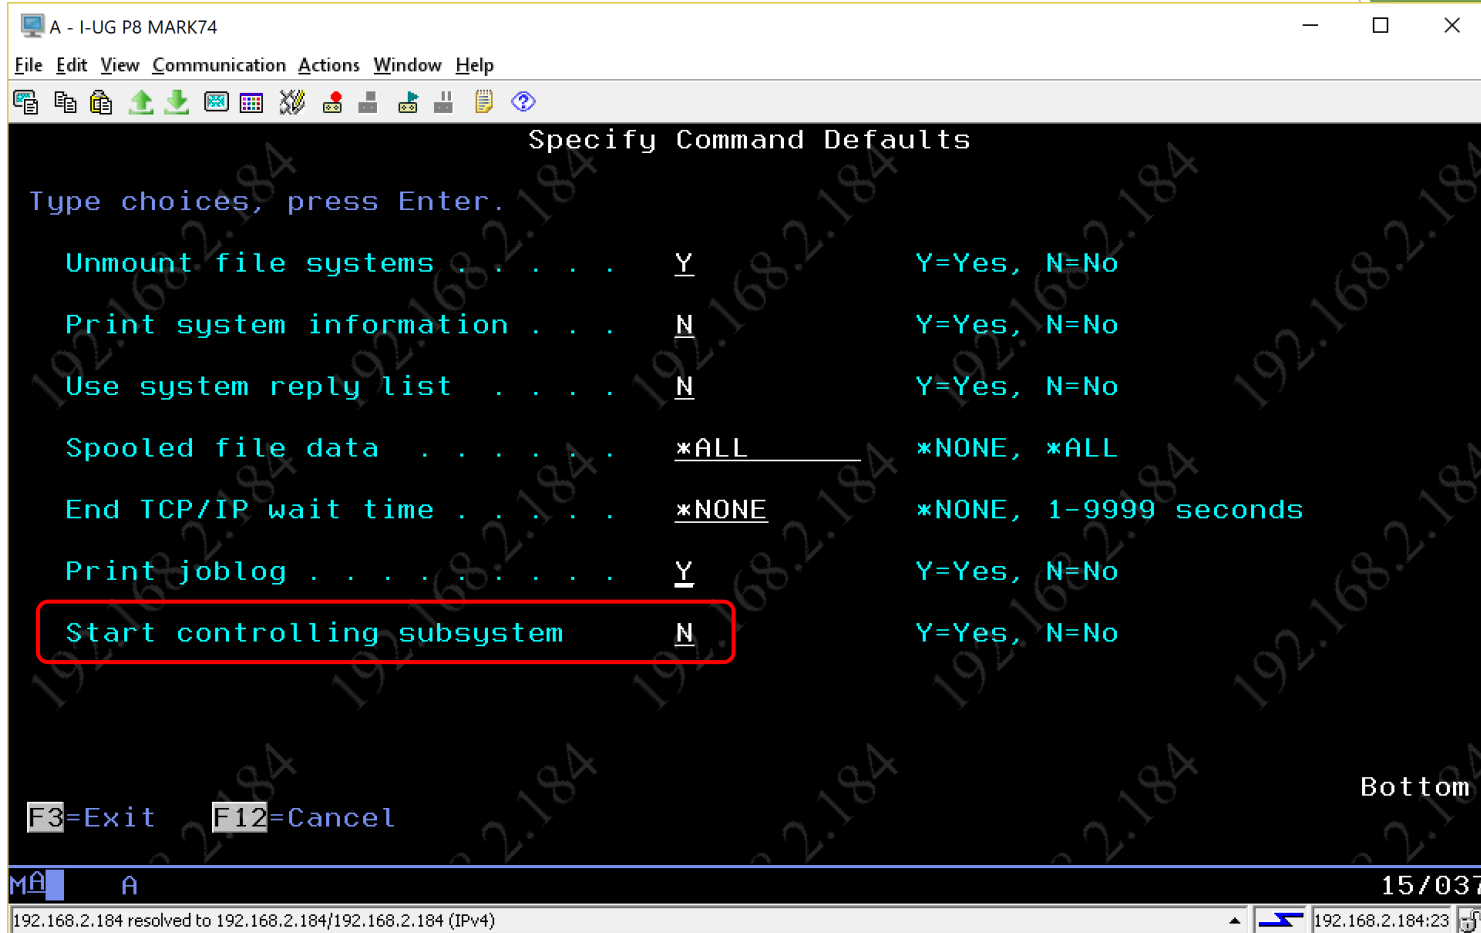 A - I-UG P8 MARK74
File Edit View Communication Actions Window Help
Specify Command Defaults
Type choices, press Enter.
Unmount file systems . . . . . Y Y=Yes, N=No
Print system information . . . N Y=Yes, N=No
Use system reply list . . . . N Y=Yes, N=No
Spooled file data . . . . . . *ALL *NONE, *ALL
End TCP/IP wait time . . . . . *NONE *NONE, 1-9999 seconds
Print joblog . . . . . . . . . Y Y=Yes, N=No
Start controlling subsystem N Y=Yes, N=No
Bottom
F3=Exit F12=Cancel
MA A 15/037
192.168.2.184 resolved to 192.168.2.184/192.168.2.184 (IPv4) 192.168.2.184:23
192.168.2.184